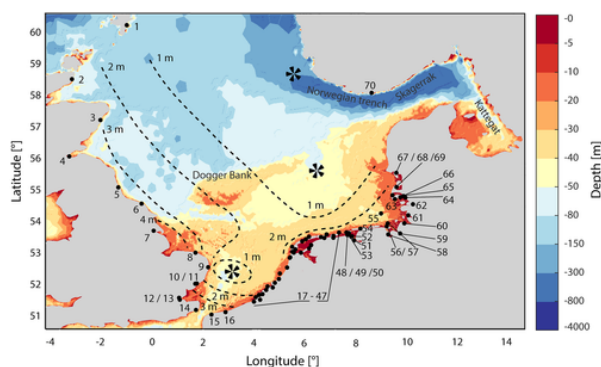 60
59
58
57
56
55
54
53
52
51
Latitude [°]
-4
-2
0
2
4
6
8
10
12
14
Longitude [°]
1
2
3
4
5
6
7
8
9
10 / 11
12 / 13
14
15
16
17 - 47
48 / 49 / 50
51
52
53
54
55
56 / 57
58
59
60
61
62
63
64
65
66
67 / 68 / 69
70
2 m
1 m
3 m
4 m
1 m
2 m
1 m
2 m
3 m
Dogger Bank
Norwegian trench
Skagerrak
Kattegat
-0
-5
-10
-20
-30
-40
-50
-80
-150
-200
-300
-4000
Depth [m]